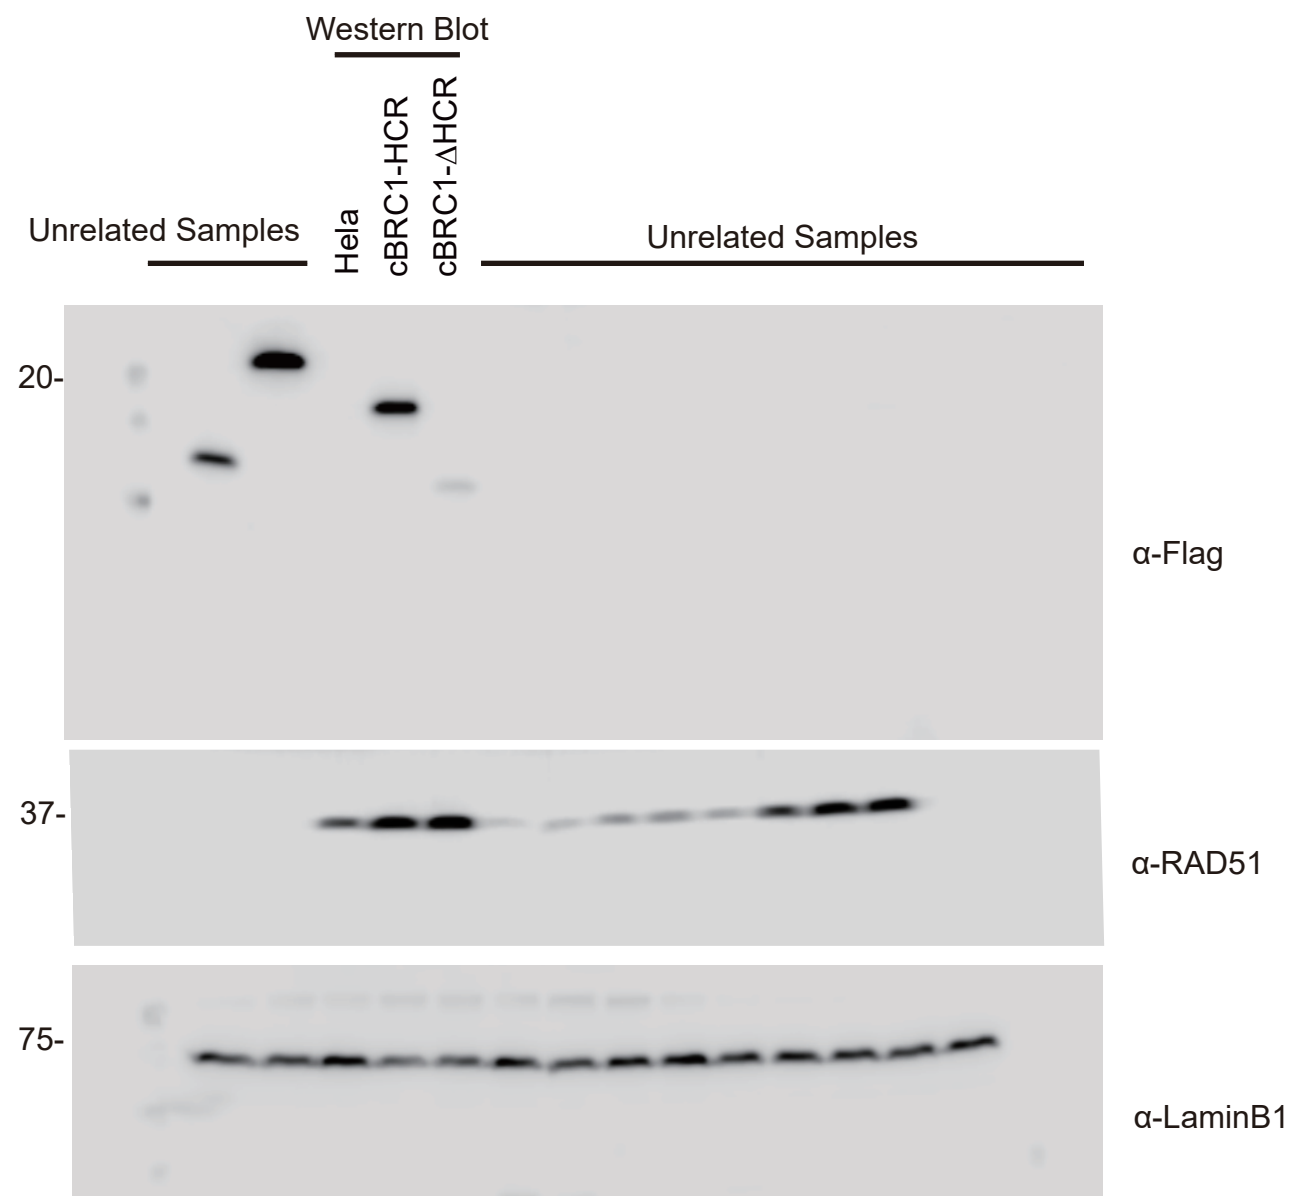 Western Blot
Hela
cBRC1-HCR
cBRC1-ΔHCR
Unrelated Samples
Unrelated Samples
20-
α-Flag
37-
α-RAD51
75-
α-LaminB1